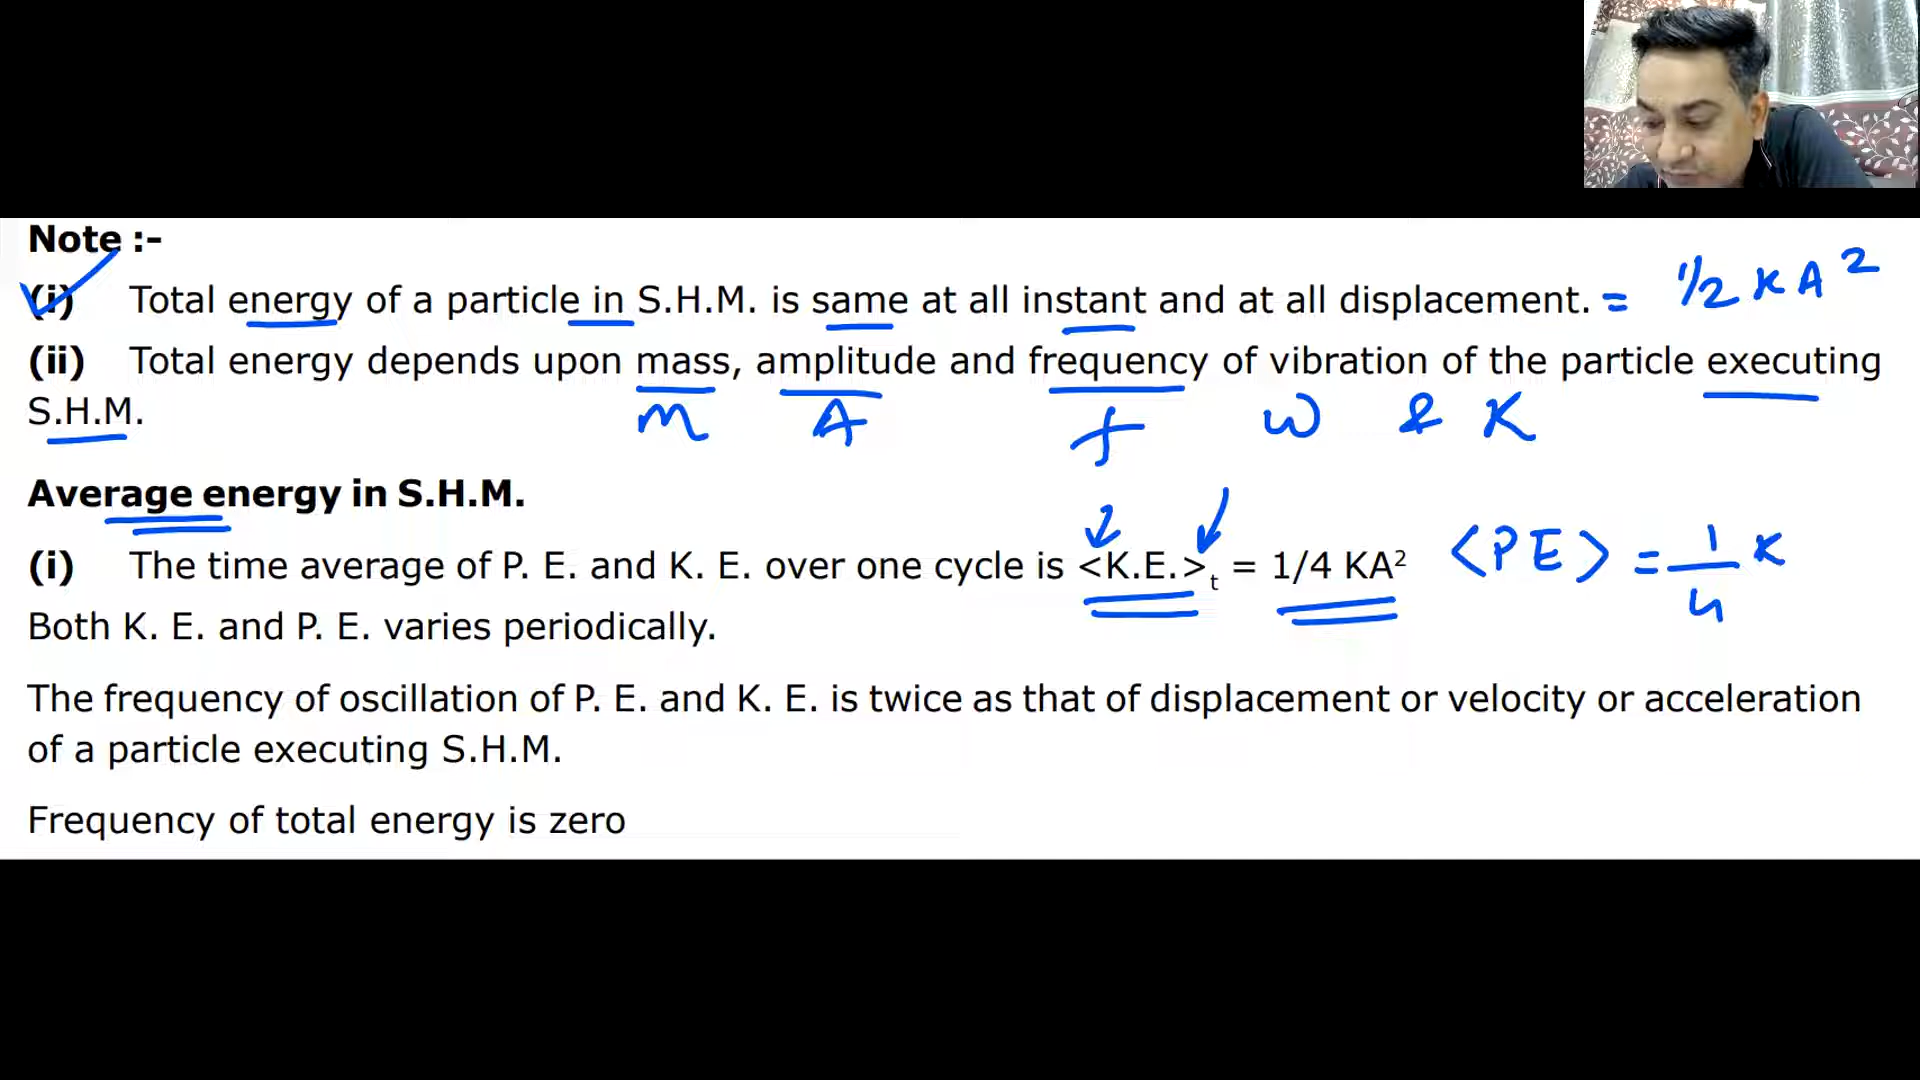 Note :-
(i) Total energy of a particle in S.H.M. is same at all instant and at all displacement. = 1/2 KA²
(ii) Total energy depends upon mass, amplitude and frequency of vibration of the particle executing
S.H.M.
m A f ω & K
Average energy in S.H.M.
(i) The time average of P. E. and K. E. over one cycle is <K.E.>t = 1/4 KA² <PE> = 1/4 K
Both K. E. and P. E. varies periodically.
The frequency of oscillation of P. E. and K. E. is twice as that of displacement or velocity or acceleration
of a particle executing S.H.M.
Frequency of total energy is zero